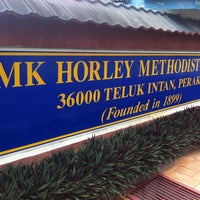 MK HORLEY METHODIST
36000 TELUK INTAN, PERAK
(Founded in 1899)